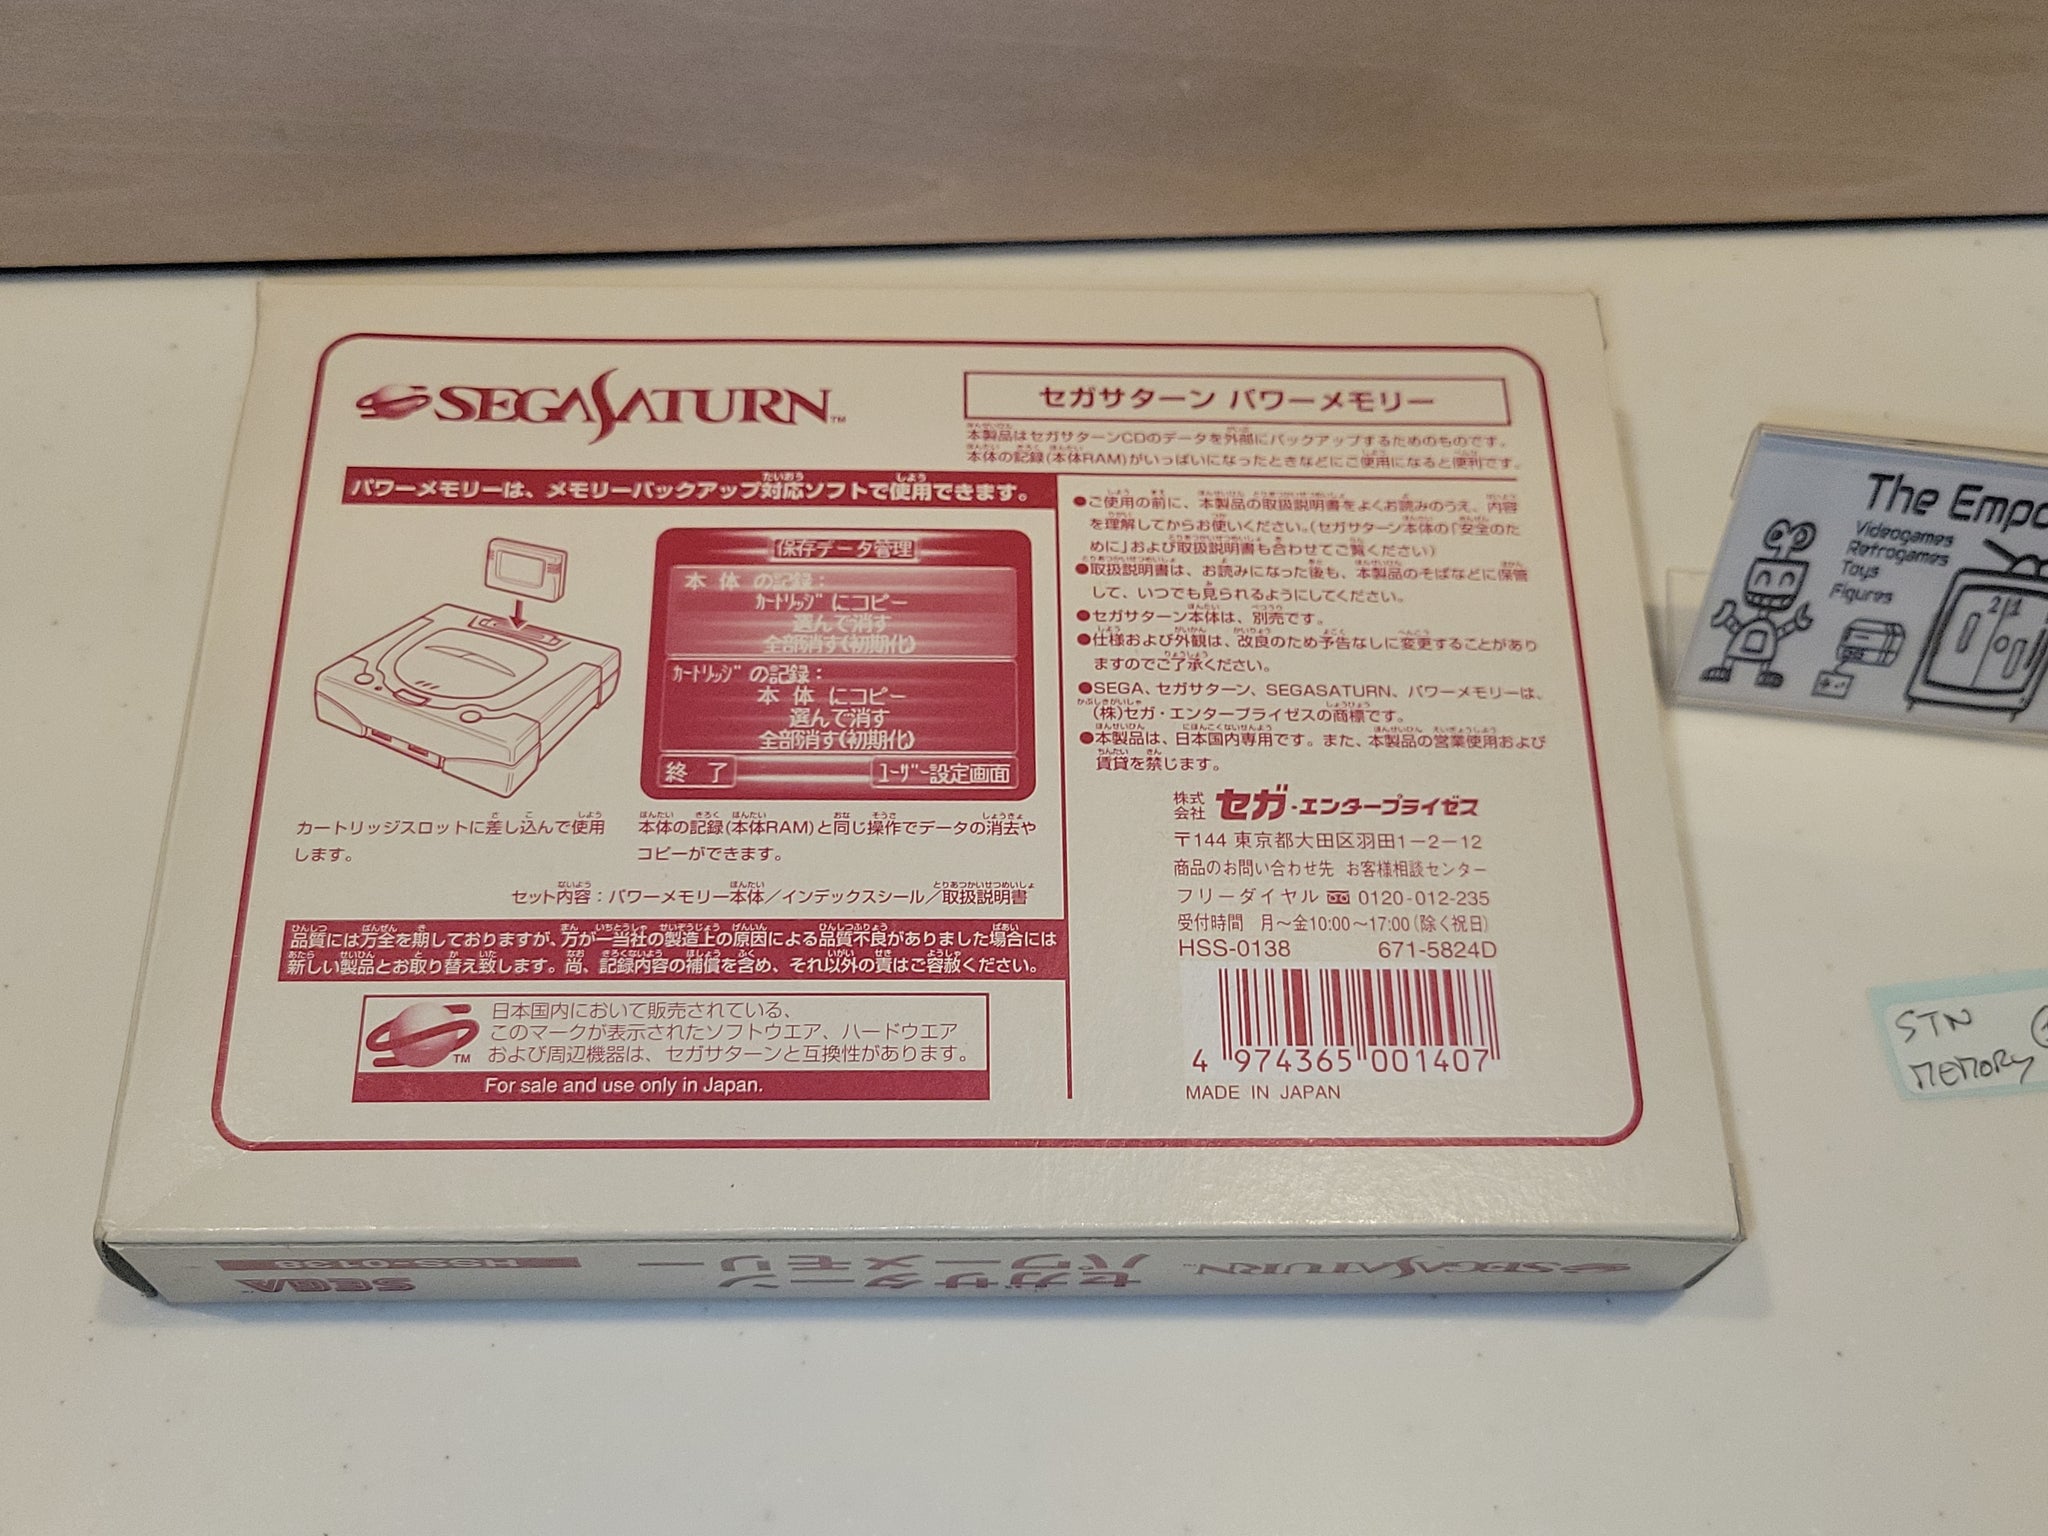 SEGA SATURN™
セガサターン パワーメモリー
本製品はセガサターンCDのデータを外部にバックアップするためのものです。
本体の記録(本体RAM)がいっぱいになったときなどにご使用になると便利です。
パワーメモリーは、メモリーバックアップ対応ソフトで使用できます。
保存データ管理
本 体 の記録:
カートリッジ にコピー
選んで消す
全部消す(初期化)
カートリッジ の記録:
本 体 にコピー
選んで消す
全部消す(初期化)
終 了
ユーザー設定画面
カートリッジスロットに差し込んで使用
します。
本体の記録(本体RAM)と同じ操作でデータの消去や
コピーができます。
セット内容:パワーメモリー本体/インデックスシール/取扱説明書
品質には万全を期しておりますが、万が一当社の製造上の原因による品質不良がありました場合には
新しい製品とお取り替え致します。尚、記録内容の補償を含め、それ以外の責はご容赦ください。
日本国内において販売されている、
このマークが表示されたソフトウエア、ハードウエア
および周辺機器は、セガサターンと互換性があります。
TM
For sale and use only in Japan.
●ご使用の前に、本製品の取扱説明書をよくお読みのうえ、内容
を理解してからお使いください。(セガサターン本体の「安全のた
めに」および取扱説明書も合わせてご覧ください)
●取扱説明書は、お読みになった後も、本製品のそばなどに保管
して、いつでも見られるようにしてください。
●セガサターン本体は、別売です。
●仕様および外観は、改良のため予告なしに変更することがあり
ますのでご了承ください。
●SEGA、セガサターン、SEGASATURN、パワーメモリーは、
(株)セガ・エンタープライゼスの商標です。
●本製品は、日本国内専用です。また、本製品の営業使用および
賃貸を禁じます。
株式会社 セガ・エンタープライゼス
〒144 東京都大田区羽田1-2-12
商品のお問い合わせ先 お客様相談センター
フリーダイヤル 0120-012-235
受付時間 月〜金10:00〜17:00(除く祝日)
HSS-0138 671-5824D
4 974365 001407
MADE IN JAPAN
SEGA SATURN™
セガサターン
パワーメモリー
HSS-0138
SEGA
The
Videogames
Retrogames
Toys
Figures
21
STN
MEMORY